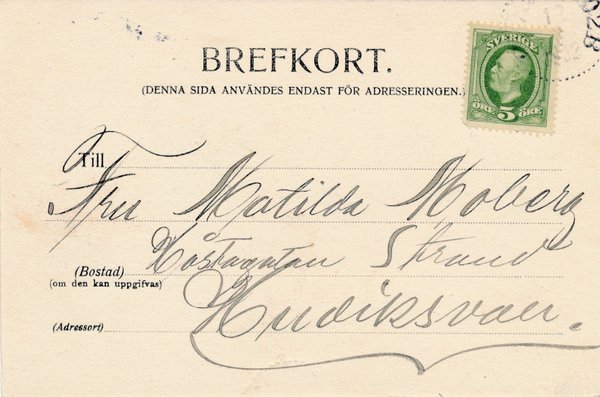 BREFKORT.
(DENNA SIDA ANVÄNDES ENDAST FÖR ADRESSERINGEN.)
SVERIGE
ÖRE 5 ÖRE
Till
Fru Matilda Moberg
Strand
(Bostad)
(om den kan uppgifvas)
Hudiksvall.
(Adressort)